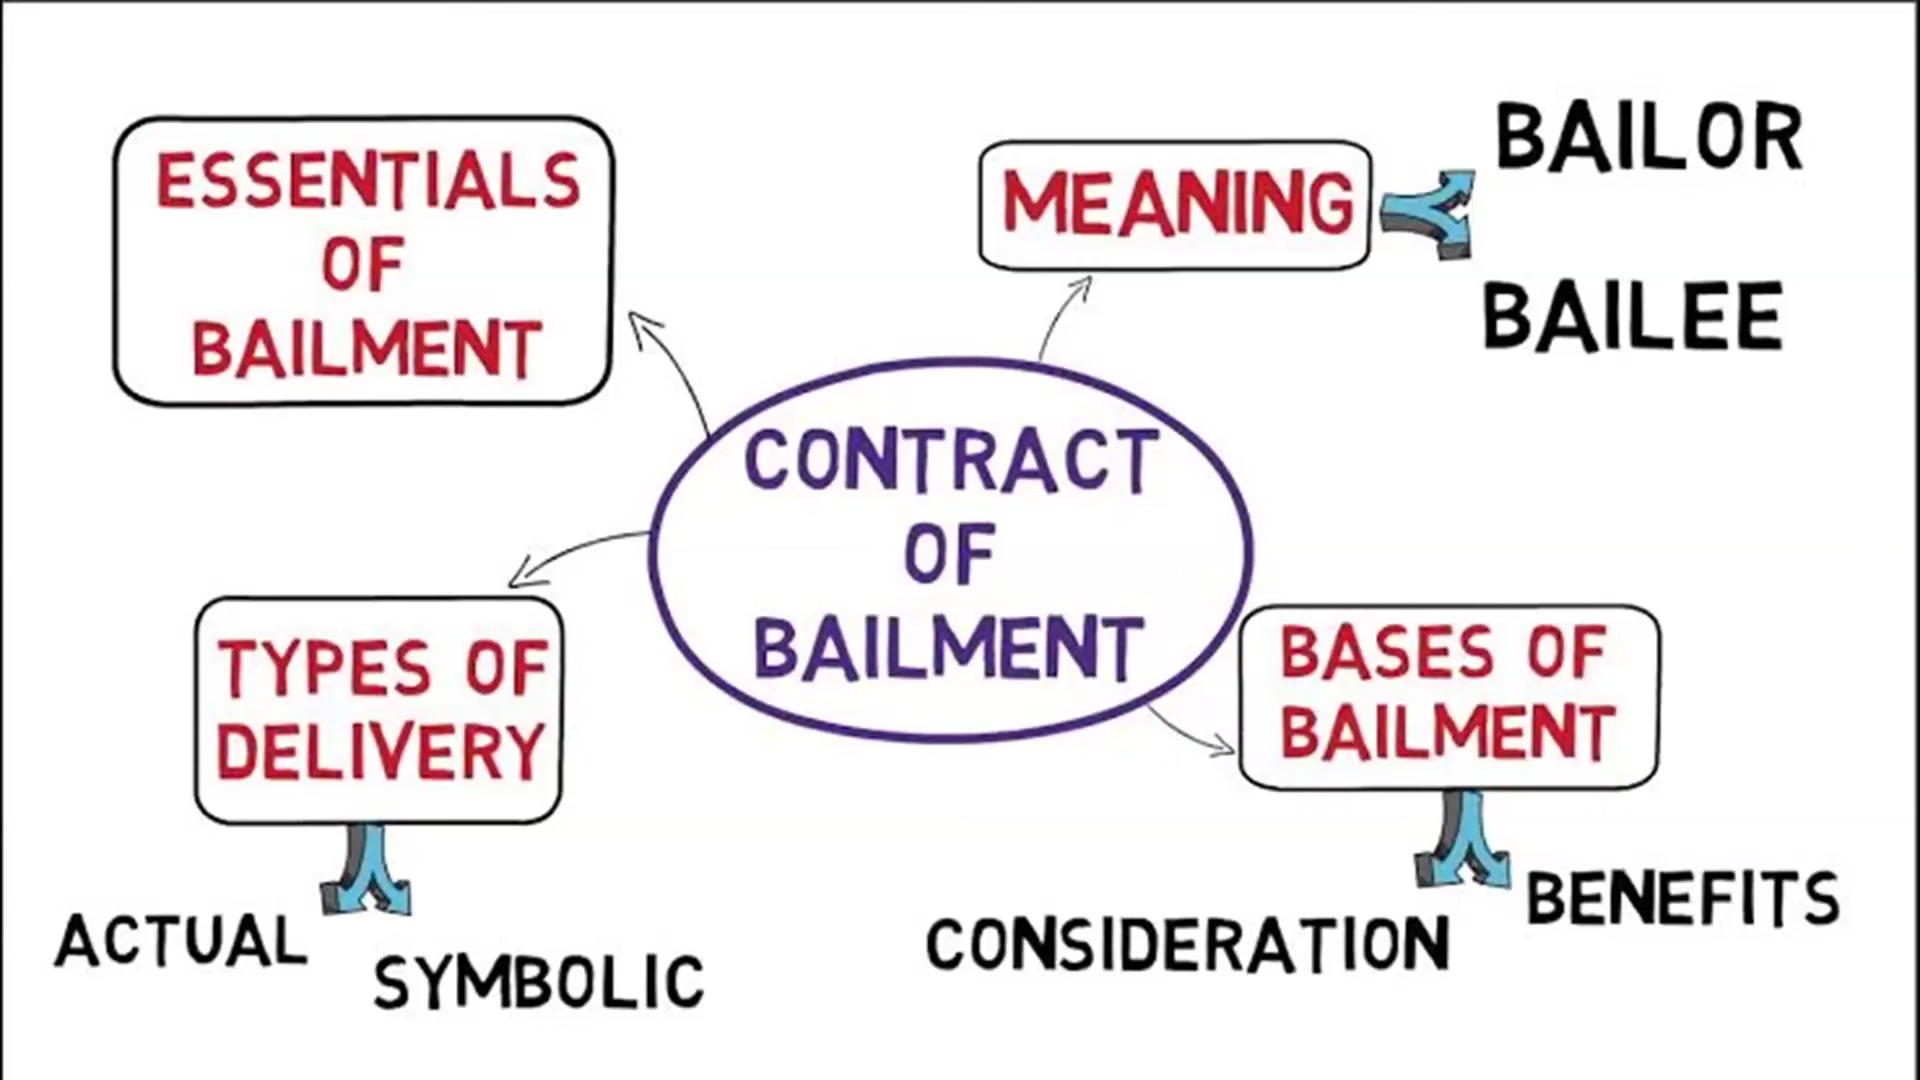 ESSENTIALS
OF
BAILMENT
MEANING
BAILOR
BAILEE
CONTRACT
OF
BAILMENT
TYPES OF
DELIVERY
ACTUAL
SYMBOLIC
BASES OF
BAILMENT
CONSIDERATION
BENEFITS